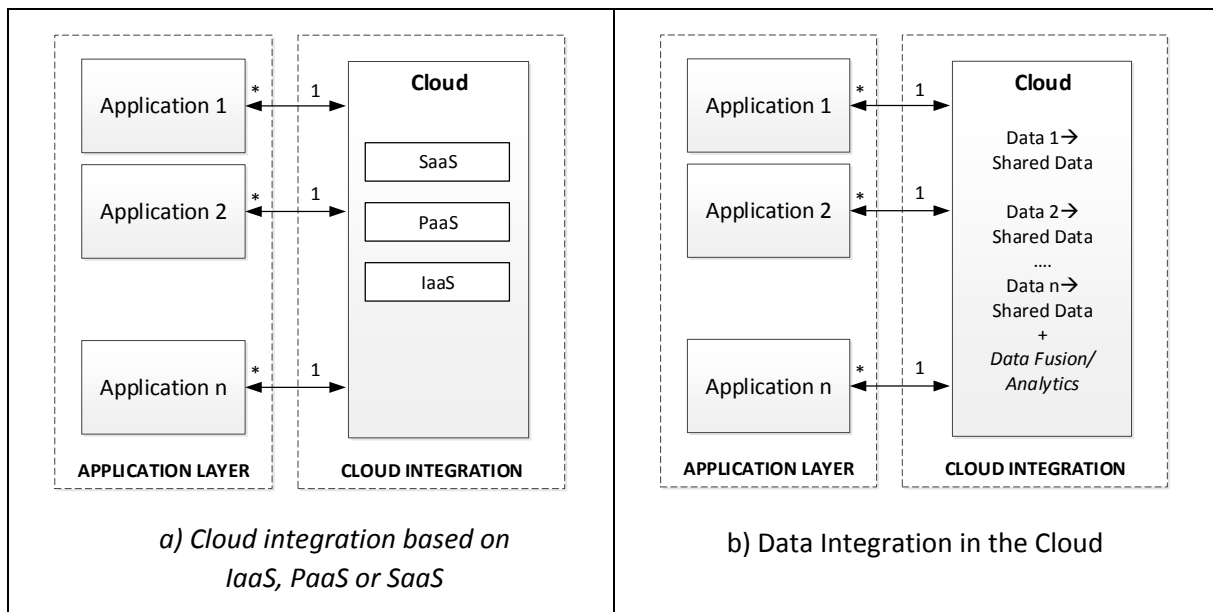 Application 1
* 1
Application 2
* 1
Application n
* 1
APPLICATION LAYER
Cloud
SaaS
PaaS
IaaS
CLOUD INTEGRATION
a) Cloud integration based on
IaaS, PaaS or SaaS
Application 1
* 1
Application 2
* 1
Application n
* 1
APPLICATION LAYER
Cloud
Data 1→
Shared Data
Data 2→
Shared Data
....
Data n→
Shared Data
+
Data Fusion/
Analytics
CLOUD INTEGRATION
b) Data Integration in the Cloud